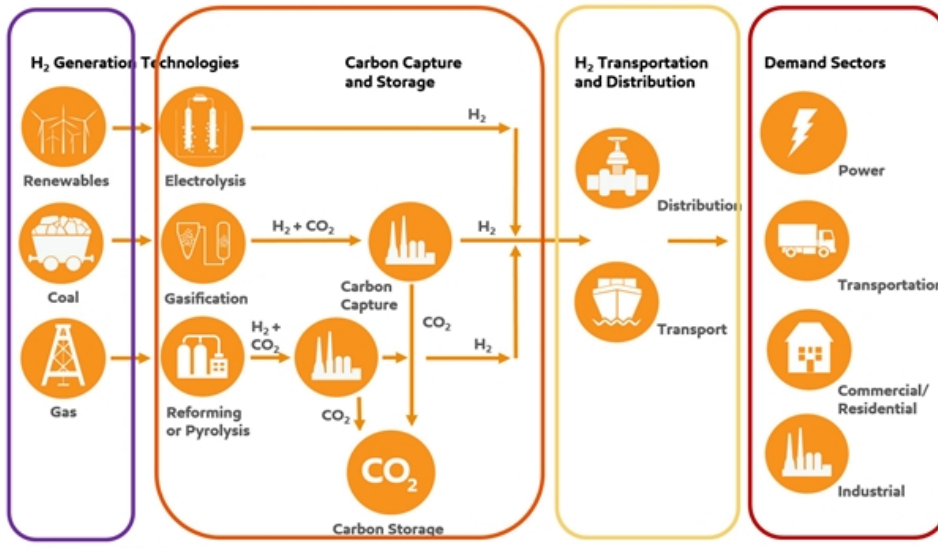 H₂ Generation Technologies
Carbon Capture
and Storage
H₂ Transportation
and Distribution
Demand Sectors
Renewables
Electrolysis
H₂
Distribution
Power
Coal
Gasification
H₂ + CO₂
Carbon
Capture
H₂
Transportation
CO₂
Gas
Reforming
or Pyrolysis
H₂ +
CO₂
H₂
Transport
Commercial/
Residential
CO₂
CO₂
Carbon Storage
Industrial